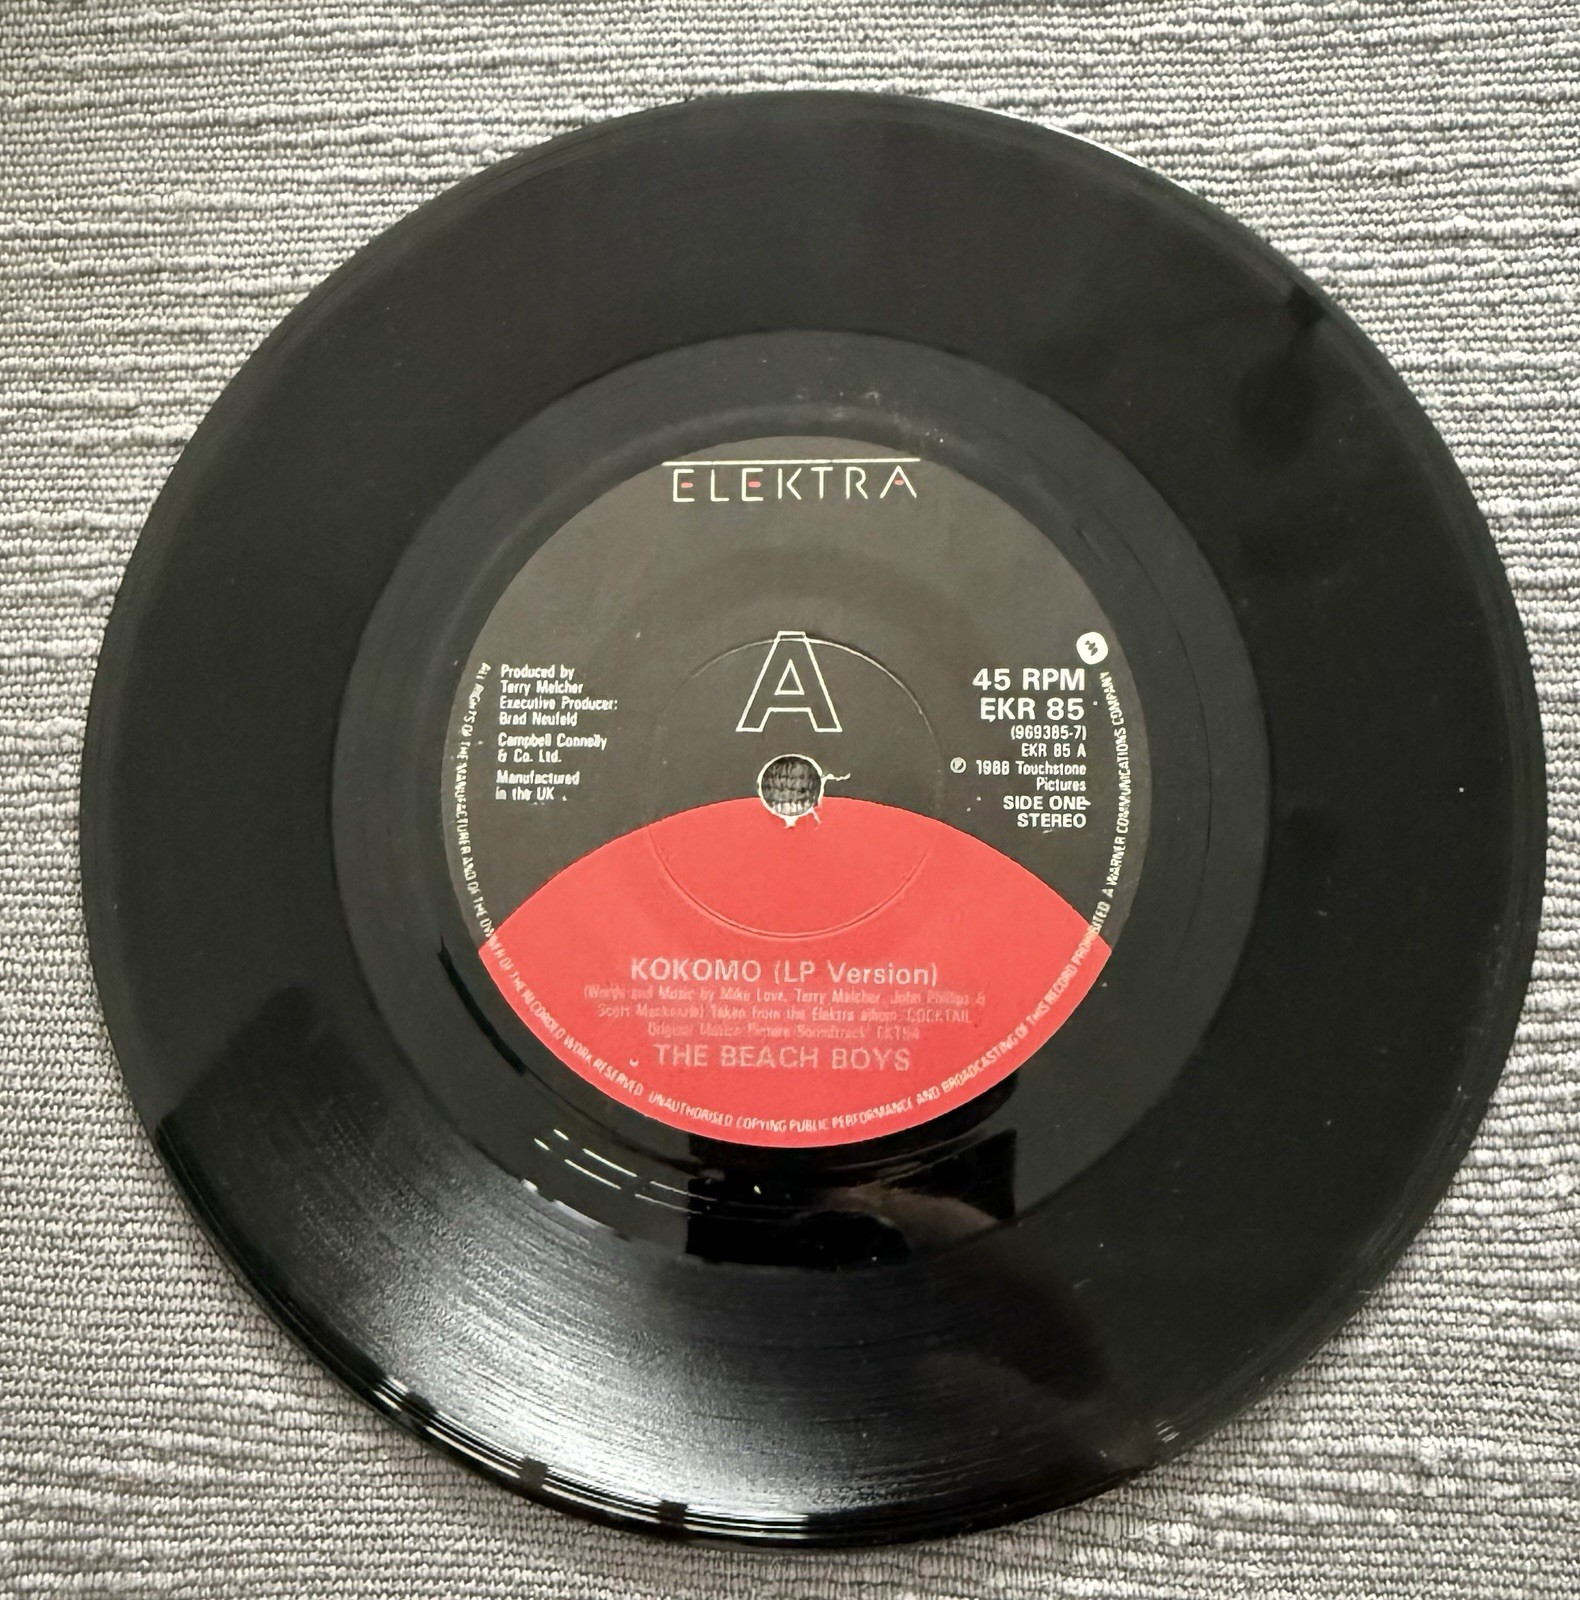 ELEKTRA
A
Produced by
Terry Melcher
Executive Producer:
Brad Neufeld
Campbell Connelly
& Co. Ltd.
Manufactured
in the UK
45 RPM
EKR 85
(969385-7)
EKR 85 A
℗ 1988 Touchstone
Pictures
SIDE ONE
STEREO
KOKOMO (LP Version)
(Words and Music by Mike Love, Terry Melcher, John Phillips &
Scott Mackenzie) Taken from the Elektra album COCKTAIL
Original Motion Picture Soundtrack EKT54
THE BEACH BOYS
ALL RIGHTS OF THE MANUFACTURER AND OF THE OWNER OF THE RECORDED WORK RESERVED UNAUTHORISED COPYING PUBLIC PERFORMANCE AND BROADCASTING OF THIS RECORD PROHIBITED A WARNER COMMUNICATIONS COMPANY